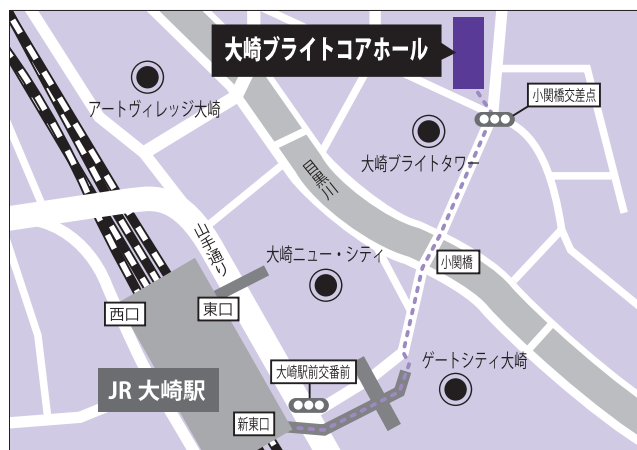 大崎ブライトコアホール
小関橋交差点
アートヴィレッジ大崎
大崎ブライトタワー
目黒川
山手通り
大崎ニュー・シティ
小関橋
東口
西口
大崎駅前交番前
ゲートシティ大崎
JR 大崎駅
新東口